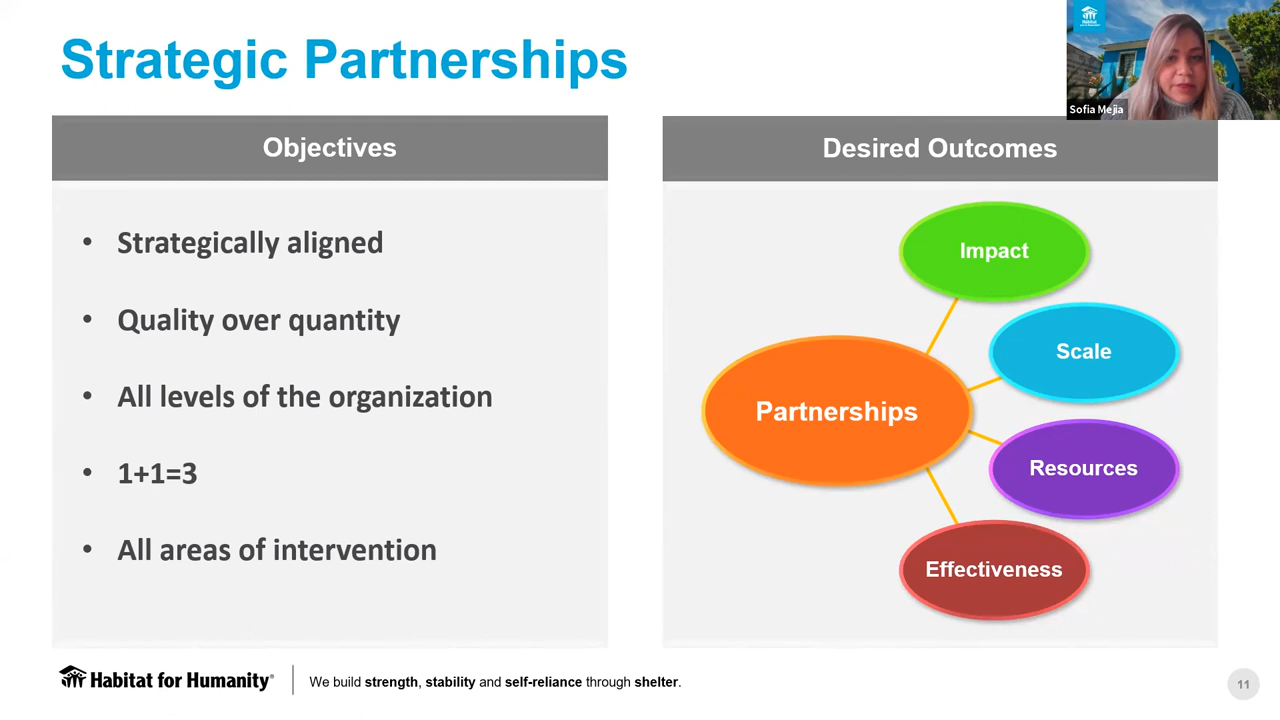 Strategic Partnerships
Sofia Mejia
Objectives
• Strategically aligned
• Quality over quantity
• All levels of the organization
• 1+1=3
• All areas of intervention
Desired Outcomes
Impact
Scale
Partnerships
Resources
Effectiveness
Habitat for Humanity®
We build strength, stability and self-reliance through shelter.
11
Habitat